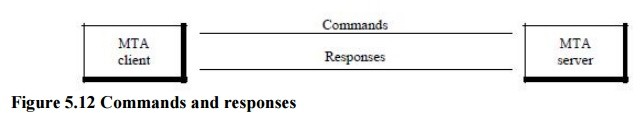 Commands
MTA
client
Responses
MTA
server
Figure 5.12 Commands and responses